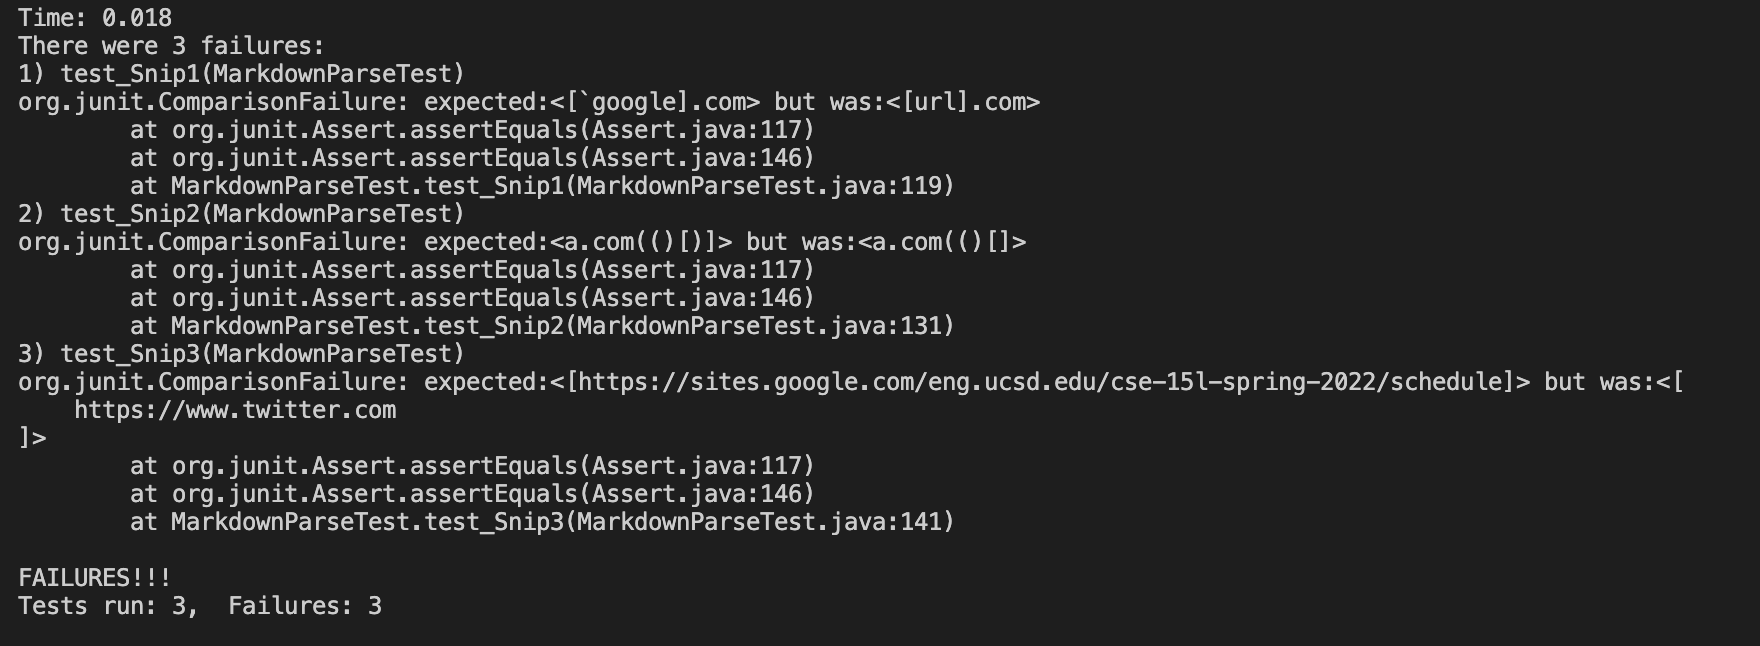 Time: 0.018
There were 3 failures:
1) test_Snip1(MarkdownParseTest)
org.junit.ComparisonFailure: expected:<[`google].com> but was:<[url].com>
        at org.junit.Assert.assertEquals(Assert.java:117)
        at org.junit.Assert.assertEquals(Assert.java:146)
        at MarkdownParseTest.test_Snip1(MarkdownParseTest.java:119)
2) test_Snip2(MarkdownParseTest)
org.junit.ComparisonFailure: expected:<a.com(()[)]> but was:<a.com(()[]>
        at org.junit.Assert.assertEquals(Assert.java:117)
        at org.junit.Assert.assertEquals(Assert.java:146)
        at MarkdownParseTest.test_Snip2(MarkdownParseTest.java:131)
3) test_Snip3(MarkdownParseTest)
org.junit.ComparisonFailure: expected:<[https://sites.google.com/eng.ucsd.edu/cse-15l-spring-2022/schedule]> but was:<[
    https://www.twitter.com
]>
        at org.junit.Assert.assertEquals(Assert.java:117)
        at org.junit.Assert.assertEquals(Assert.java:146)
        at MarkdownParseTest.test_Snip3(MarkdownParseTest.java:141)

FAILURES!!!
Tests run: 3,  Failures: 3